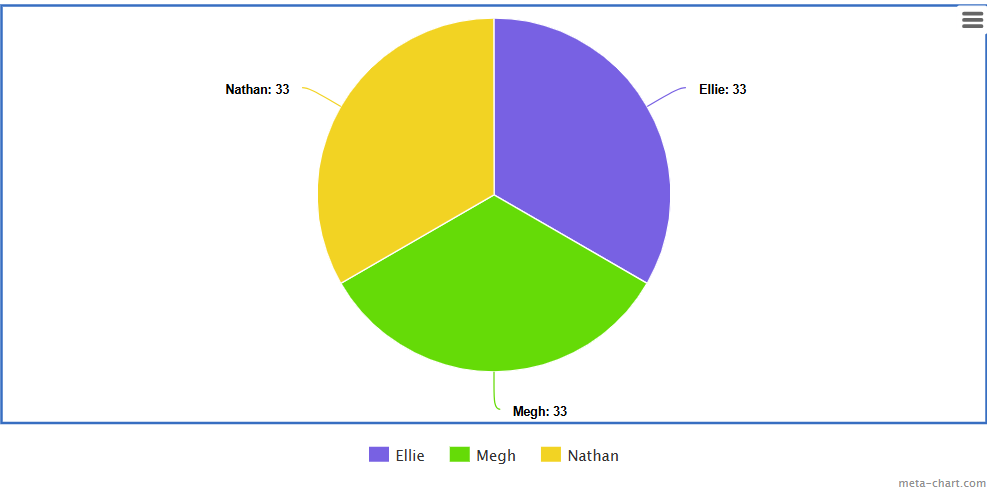 Nathan: 33
Ellie: 33
Megh: 33
Ellie Megh Nathan
meta-chart.com